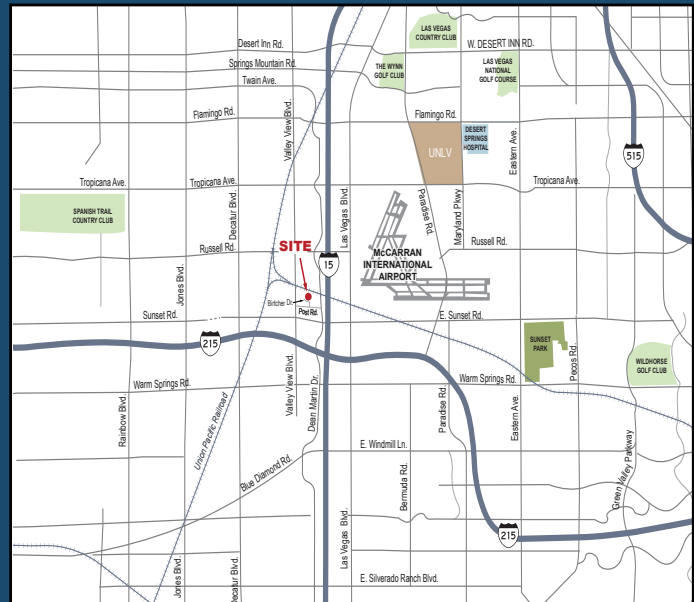 LAS VEGAS
COUNTRY CLUB
Desert Inn Rd.
W. DESERT INN RD.
Springs Mountain Rd.
THE WYNN
GOLF CLUB
LAS VEGAS
NATIONAL
GOLF COURSE
Twain Ave.
Valley View Blvd.
Flamingo Rd.
Flamingo Rd.
UNLV
DESERT
SPRINGS
HOSPITAL
Eastern Ave.
515
Tropicana Ave.
Tropicana Ave.
Tropicana Ave.
SPANISH TRAIL
COUNTRY CLUB
Decatur Blvd.
Las Vegas Blvd.
Paradise Rd.
Maryland Pkwy
Russell Rd.
SITE
15
McCARRAN
INTERNATIONAL
AIRPORT
Russell Rd.
Jones Blvd.
Birtcher Dr.
Post Rd.
Sunset Rd.
E. Sunset Rd.
215
SUNSET
PARK
Pecos Rd.
WILDHORSE
GOLF CLUB
Warm Springs Rd.
Warm Springs Rd.
Rainbow Blvd.
Union Pacific Railroad
Valley View Blvd.
Dean Martin Dr.
Paradise Rd.
Eastern Ave.
E. Windmill Ln.
Blue Diamond Rd.
Bermuda Rd.
Green Valley Parkway
Las Vegas Blvd.
215
Jones Blvd.
Decatur Blvd.
E. Silverado Ranch Blvd.